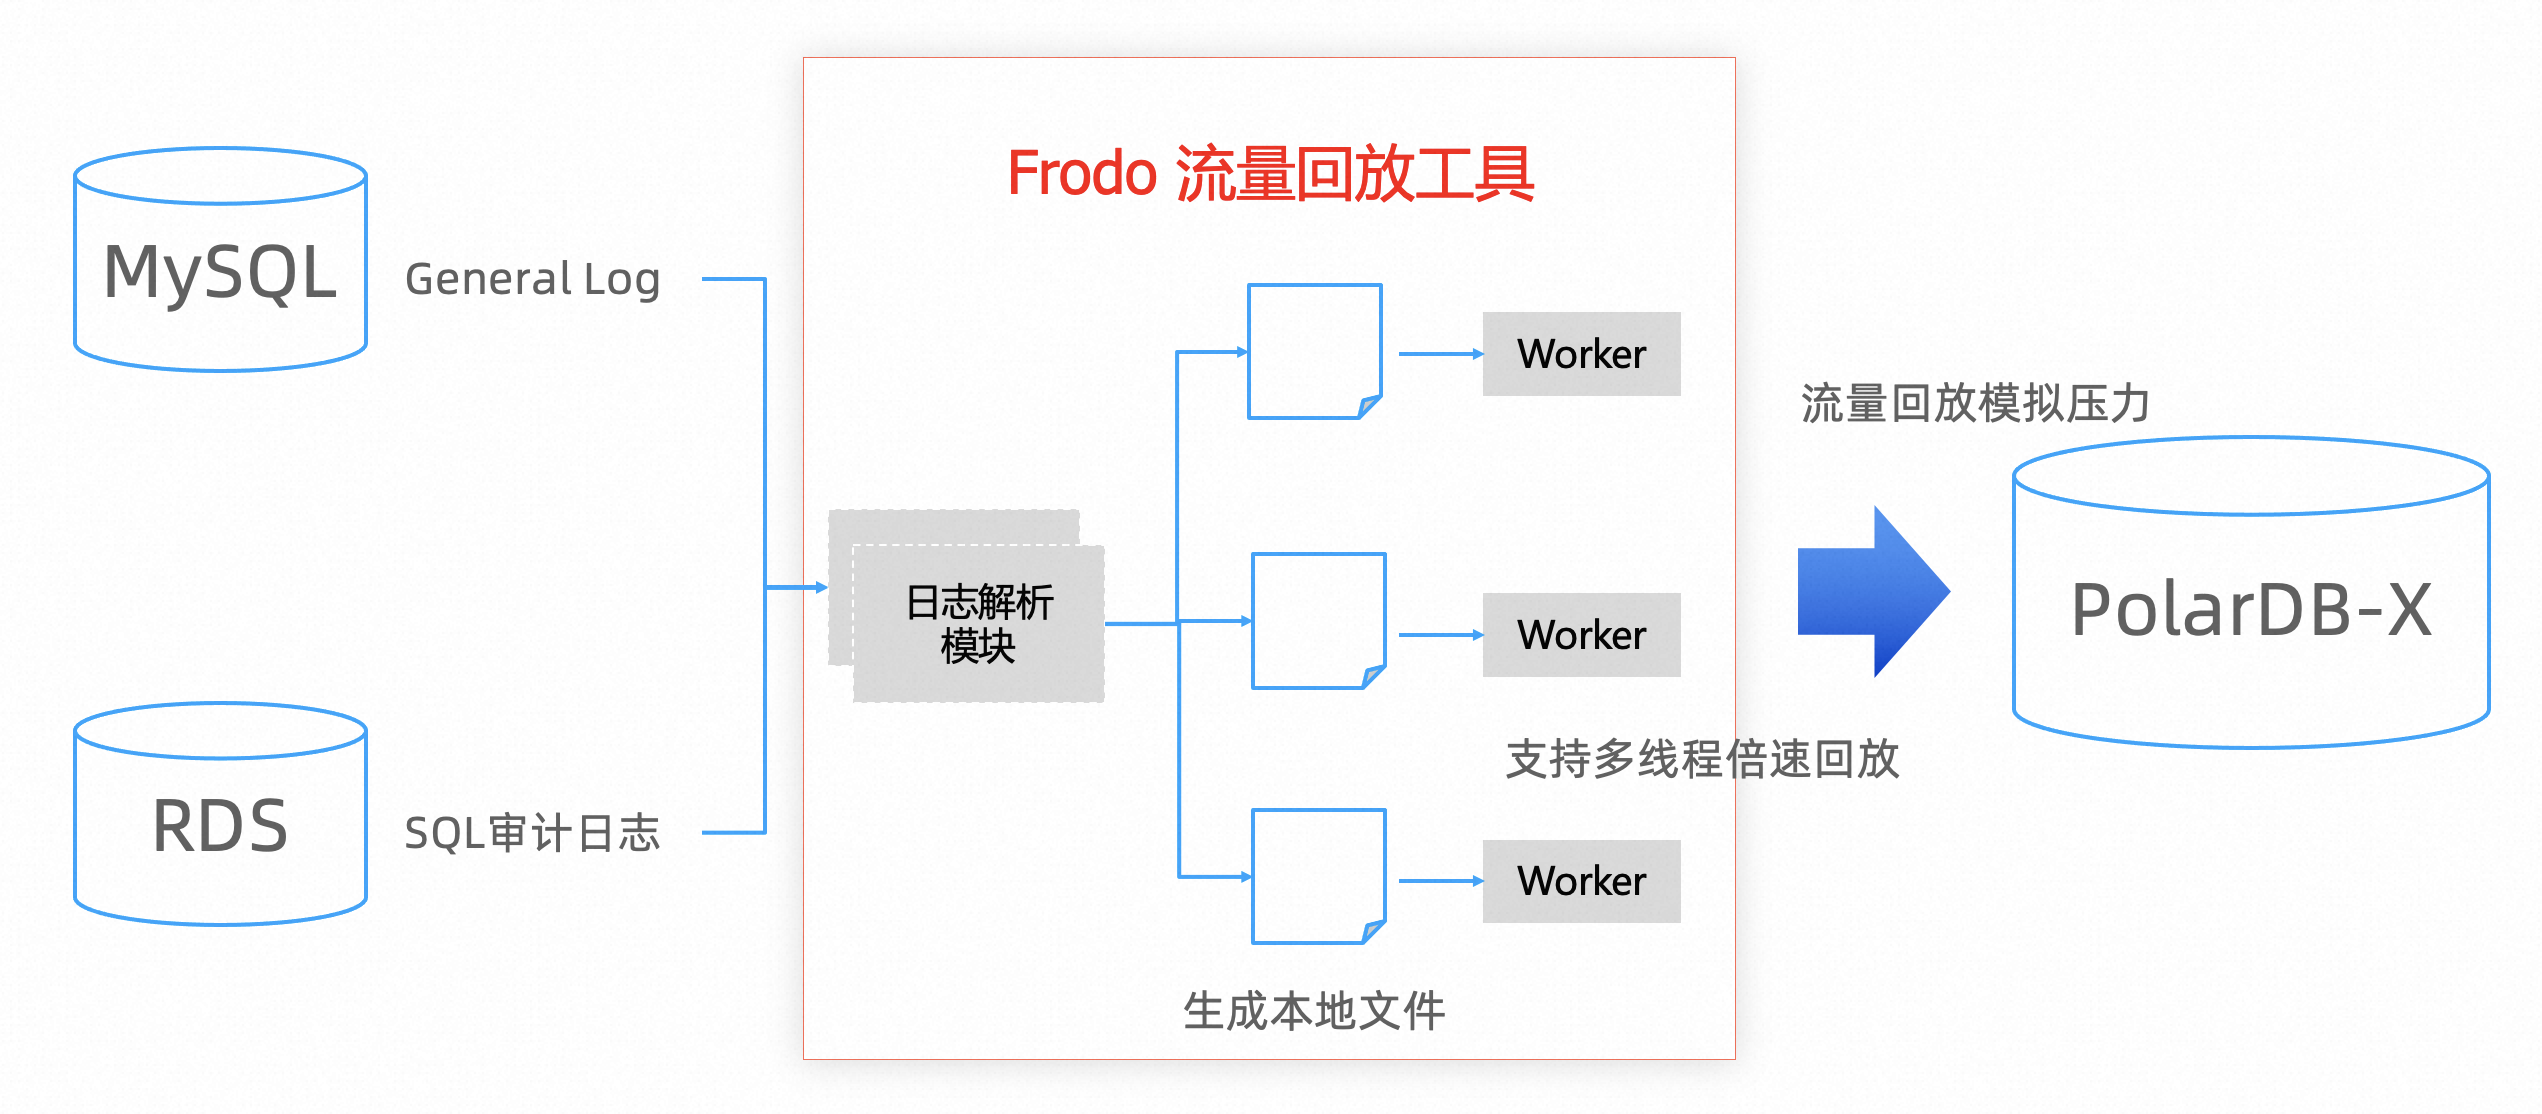 Frodo 流量回放工具
MySQL
General Log
Worker
流量回放模拟压力
日志解析
模块
Worker
PolarDB-X
支持多线程倍速回放
RDS
SQL审计日志
Worker
生成本地文件